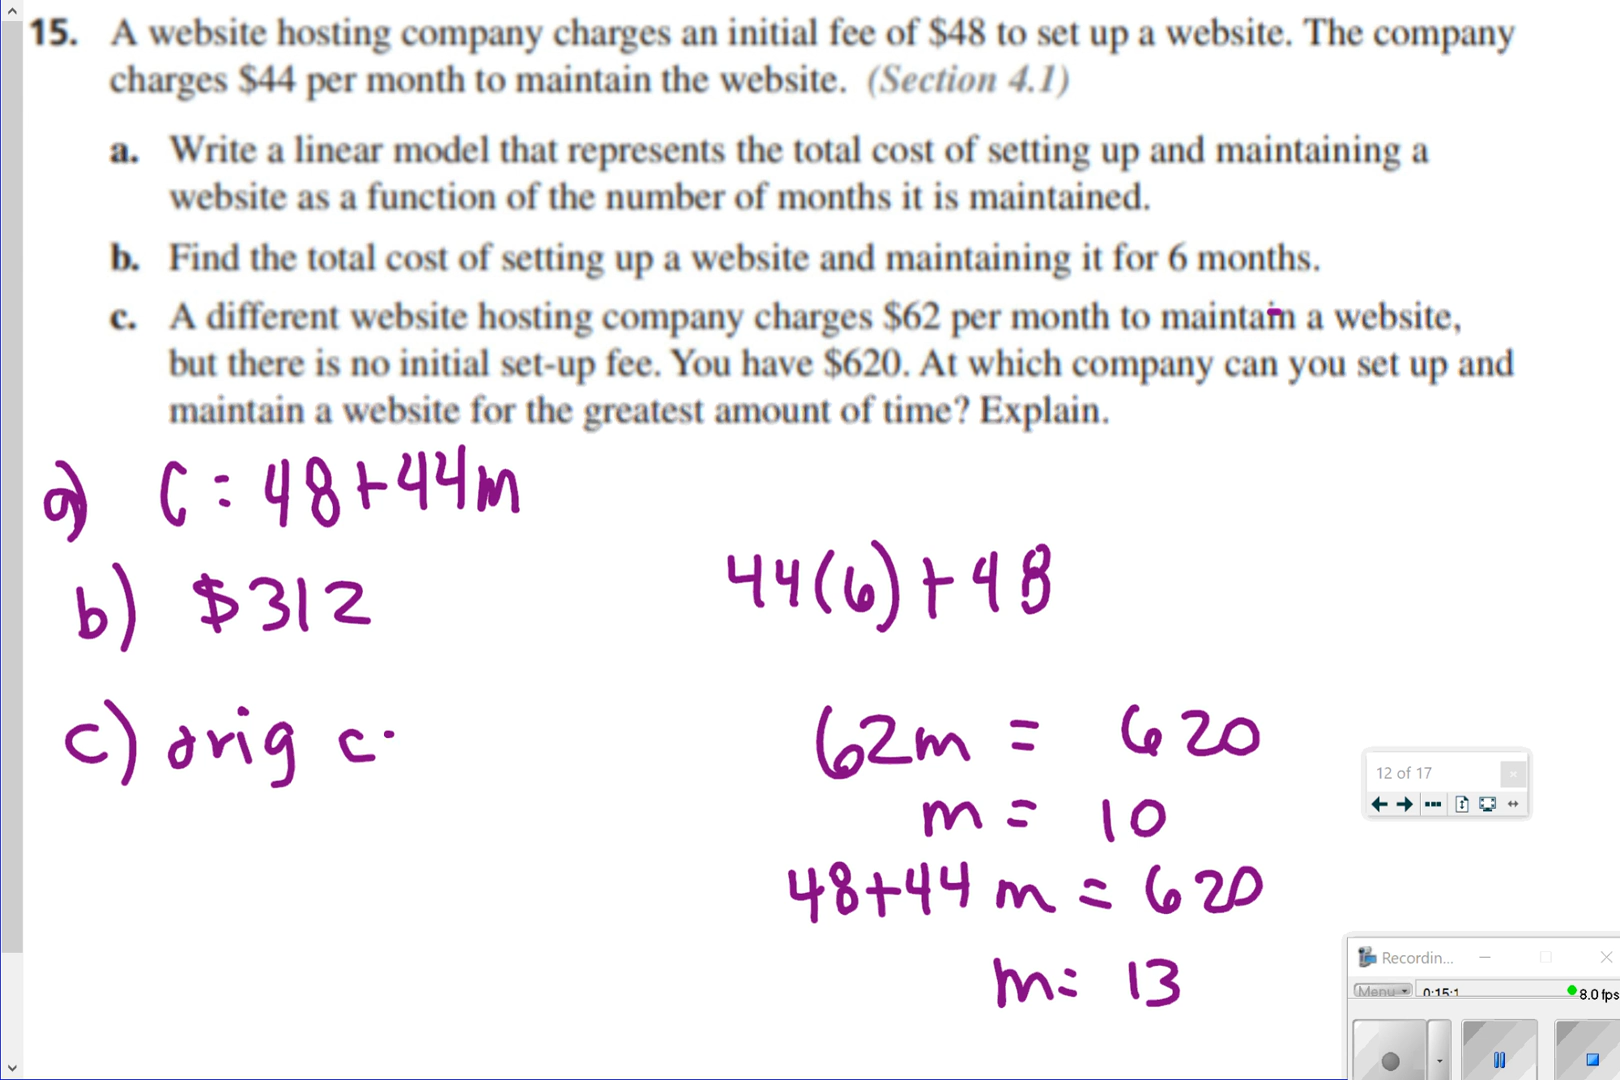 15. A website hosting company charges an initial fee of $48 to set up a website. The company
charges $44 per month to maintain the website. (Section 4.1)
a. Write a linear model that represents the total cost of setting up and maintaining a
website as a function of the number of months it is maintained.
b. Find the total cost of setting up a website and maintaining it for 6 months.
c. A different website hosting company charges $62 per month to maintain a website,
but there is no initial set-up fee. You have $620. At which company can you set up and
maintain a website for the greatest amount of time? Explain.
a) C = 48+44m
b) $312
44(6)+48
c) orig c.
62m = 620
m = 10
48+44m = 620
m= 13
12 of 17
Recordin...
Menu
0:15:1
8.0 fps